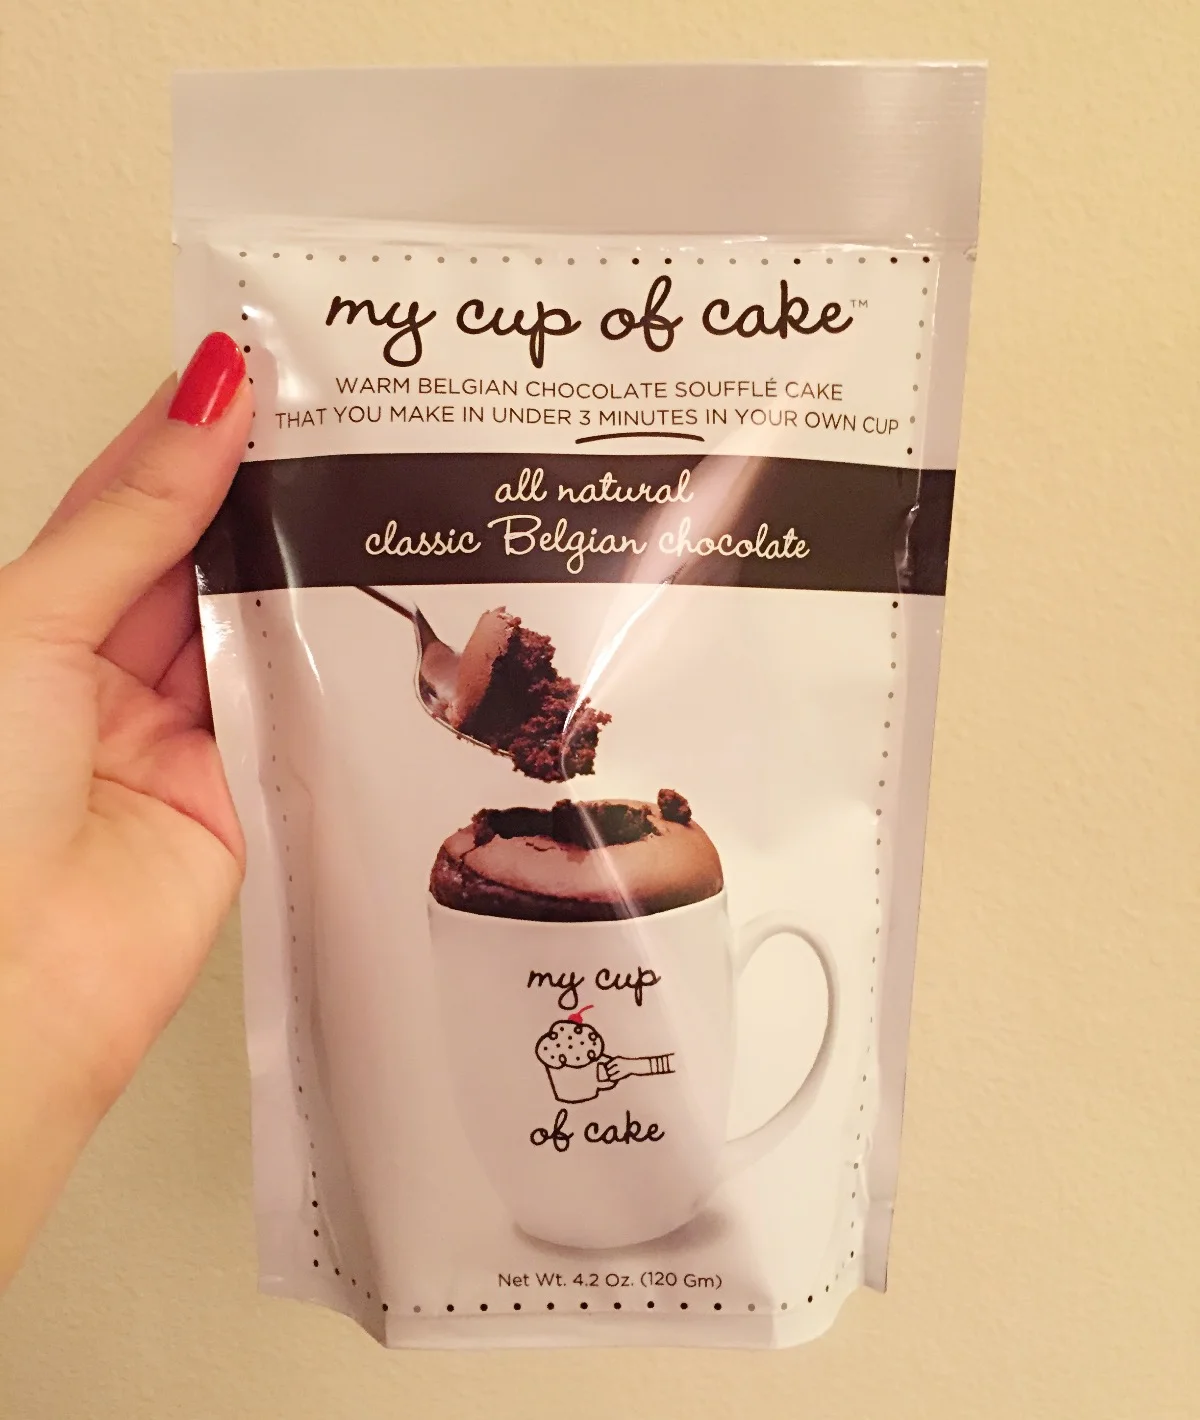 my cup of cake™
WARM BELGIAN CHOCOLATE SOUFFLÉ CAKE
THAT YOU MAKE IN UNDER 3 MINUTES IN YOUR OWN CUP
all natural
classic Belgian chocolate
my cup
of cake
Net Wt. 4.2 Oz. (120 Gm)